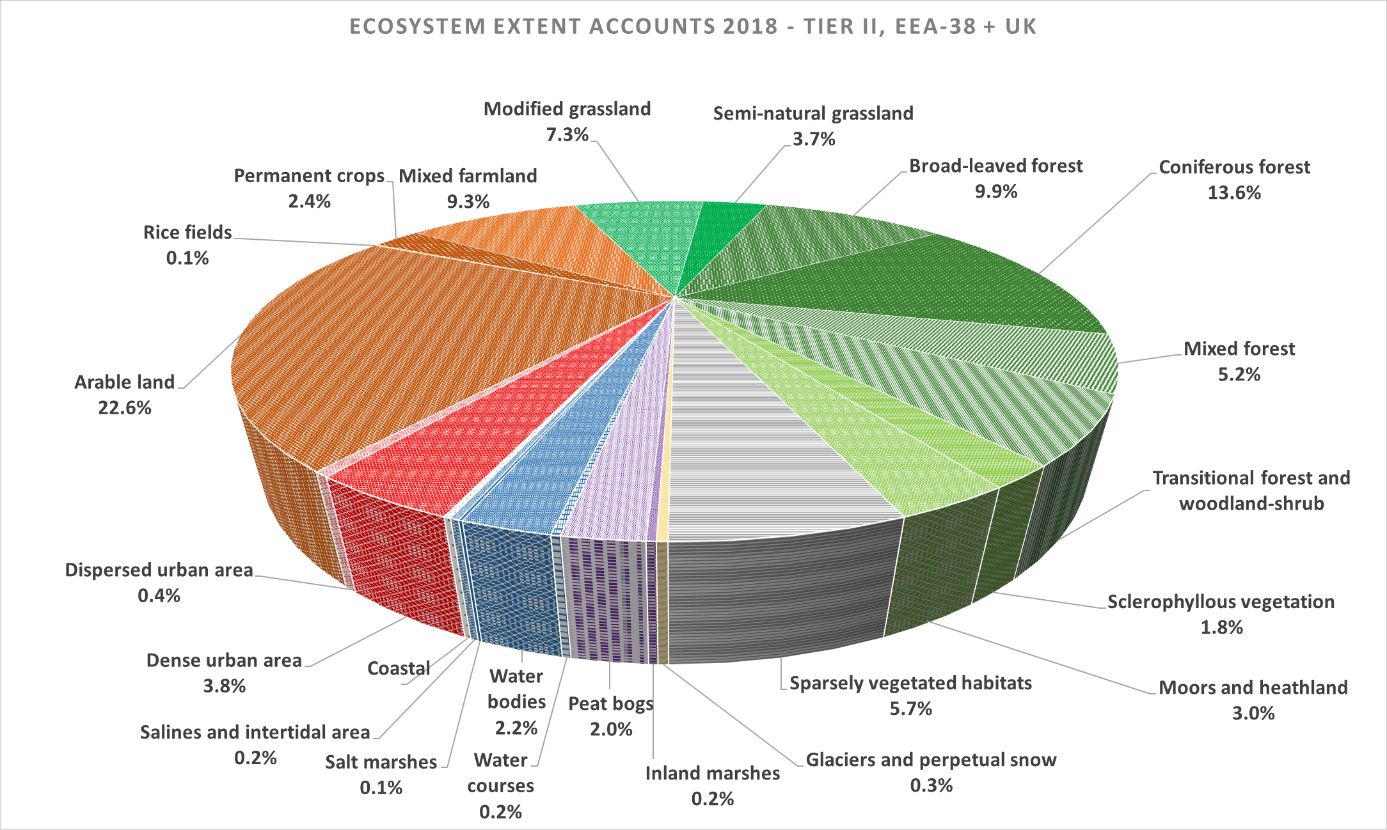 ECOSYSTEM EXTENT ACCOUNTS 2018 - TIER II, EEA-38 + UK
Modified grassland
7.3%
Semi-natural grassland
3.7%
Broad-leaved forest
9.9%
Coniferous forest
13.6%
Permanent crops
2.4%
Mixed farmland
9.3%
Rice fields
0.1%
Mixed forest
5.2%
Arable land
22.6%
Transitional forest and
woodland-shrub
Dispersed urban area
0.4%
Sclerophyllous vegetation
1.8%
Dense urban area
3.8%
Coastal
Water
bodies
2.2%
Peat bogs
2.0%
Sparsely vegetated habitats
5.7%
Moors and heathland
3.0%
Salines and intertidal area
0.2%
Salt marshes
0.1%
Water
courses
0.2%
Inland marshes
0.2%
Glaciers and perpetual snow
0.3%